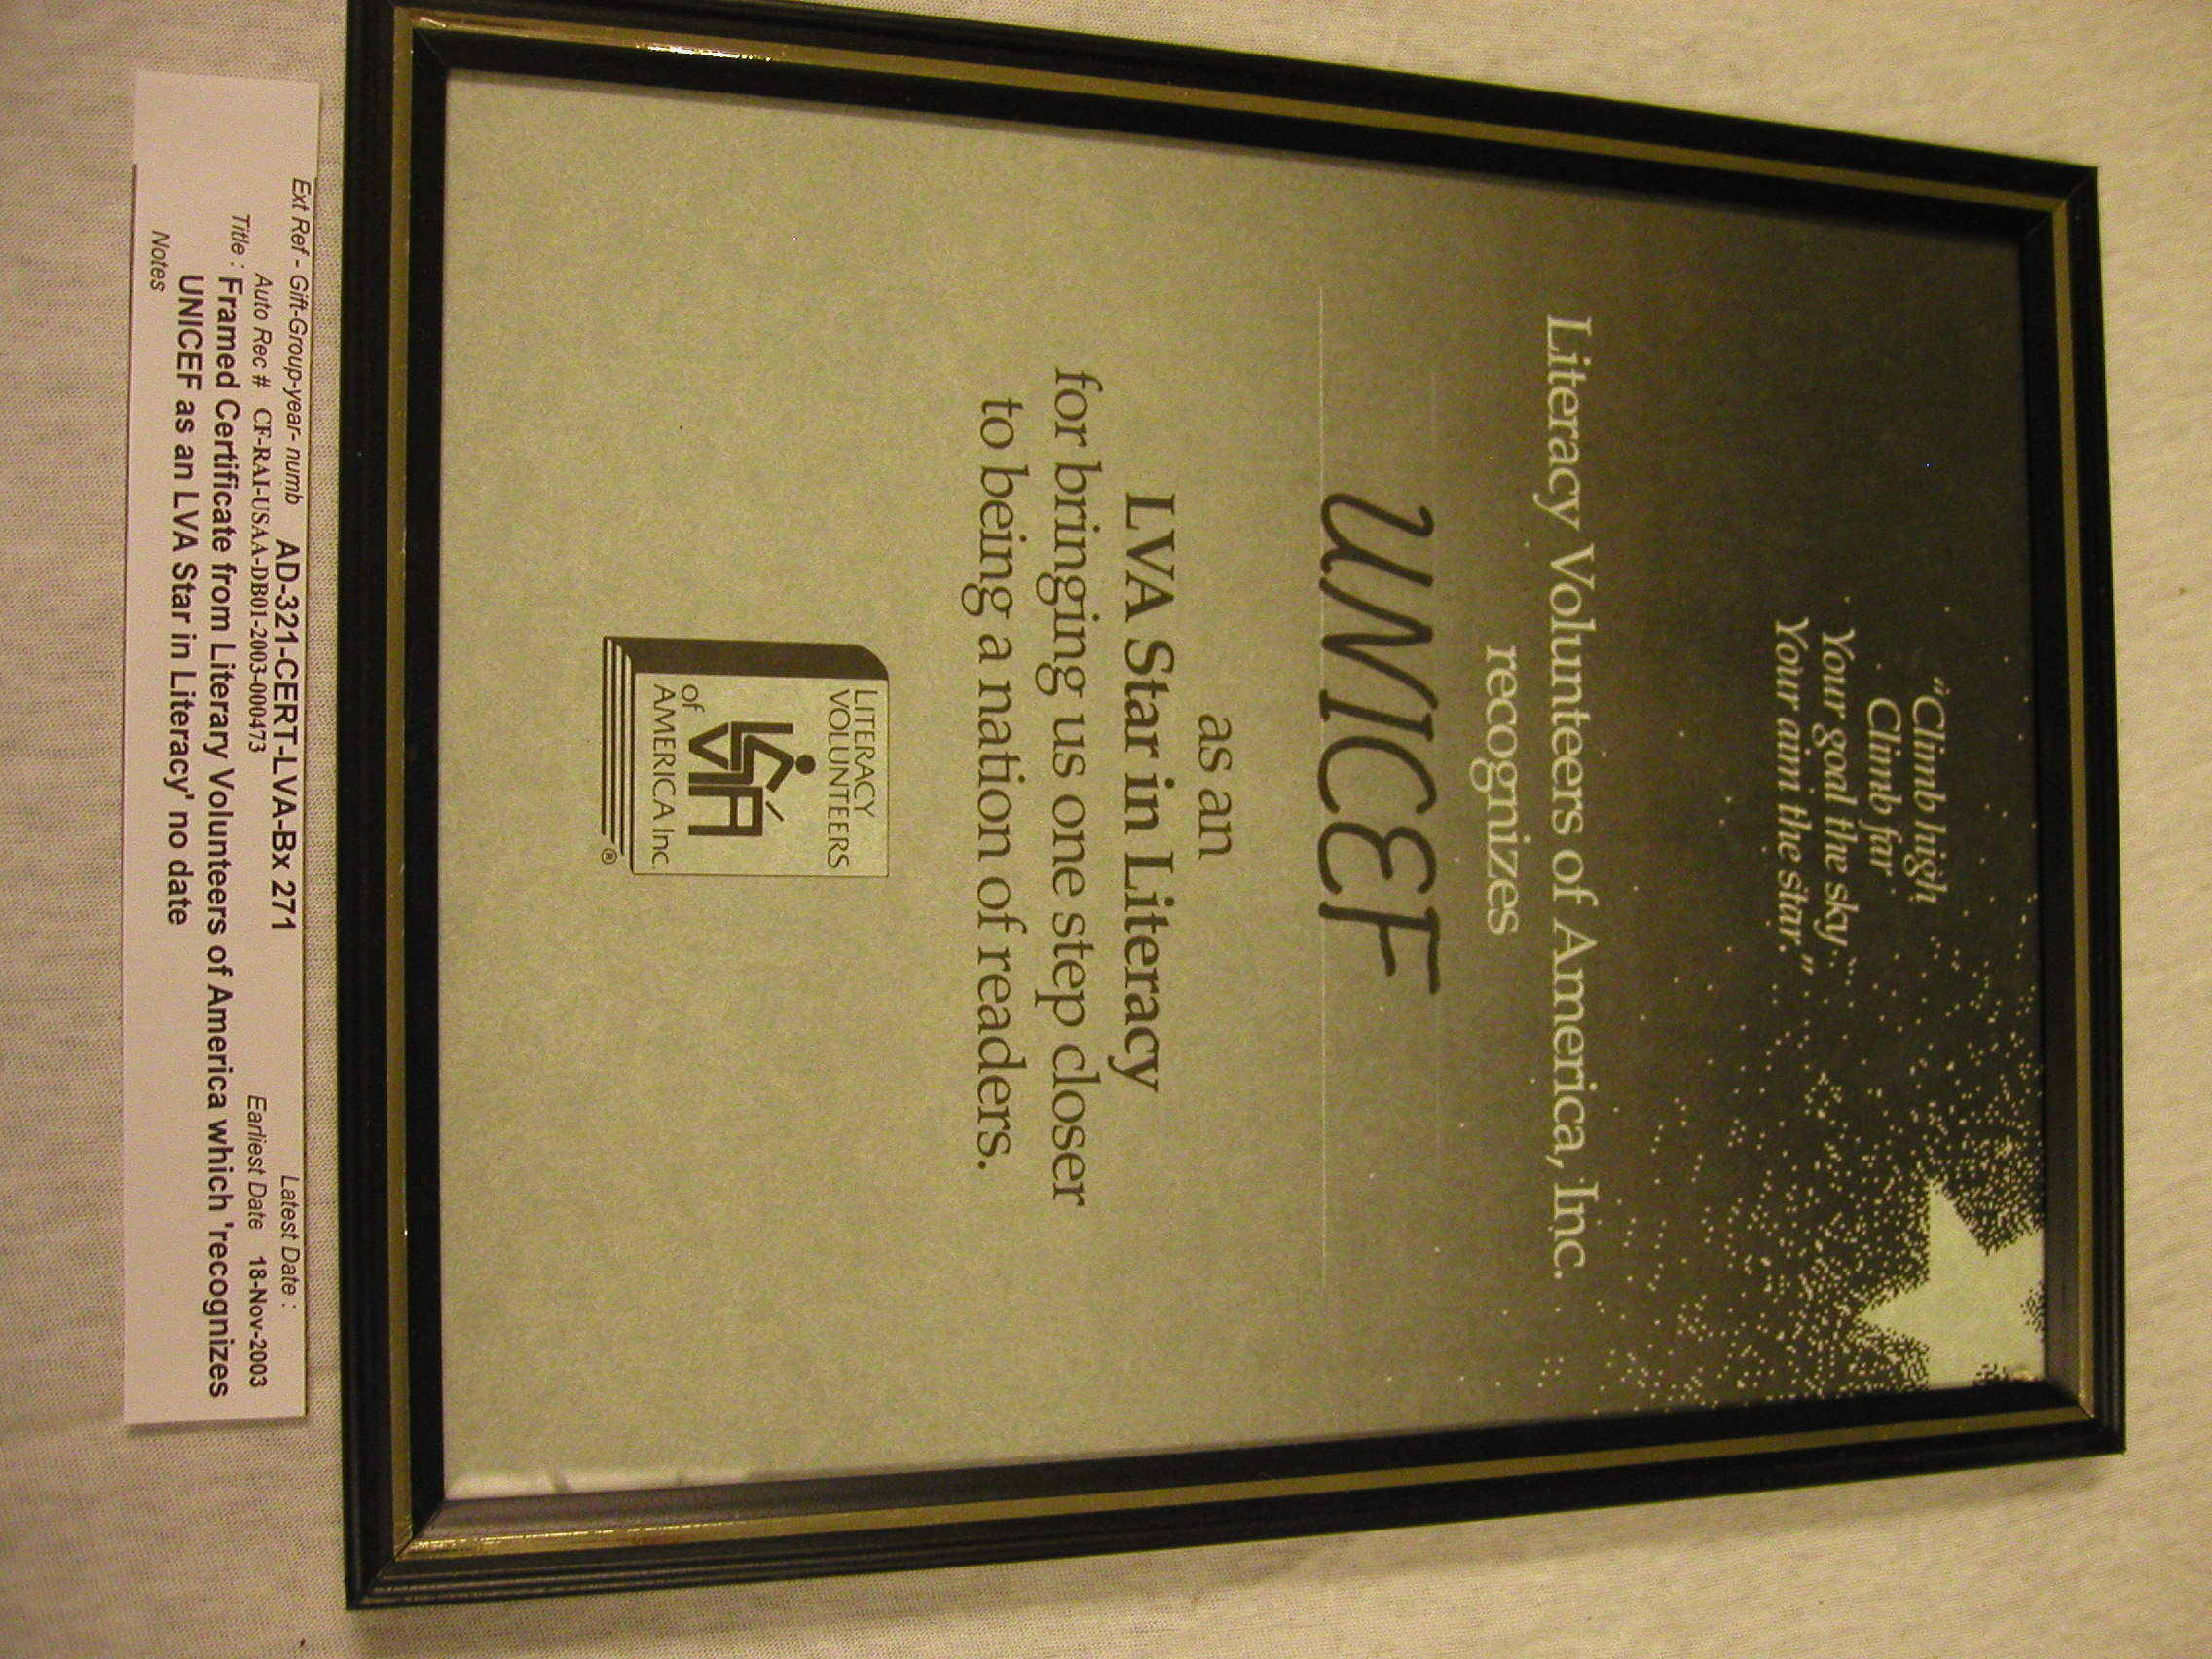 “Climb high
Climb far
Your goal the sky
Your aim the star.”
Literacy Volunteers of America, Inc.
recognizes
UNICEF
as an
LVA Star in Literacy
for bringing us one step closer
to being a nation of readers.
LITERACY
VOLUNTEERS
LVA
of
AMERICA Inc.
®
Ext Ref - Gift-Group-year- numb AD-321-CERT-LVA-Bx 271 Latest Date :
Auto Rec # CF-RAI-USAA-DB01-2003-000473 Earliest Date 18-Nov-2003
Title : Framed Certificate from Literary Volunteers of America which 'recognizes
UNICEF as an LVA Star in Literacy' no date
Notes